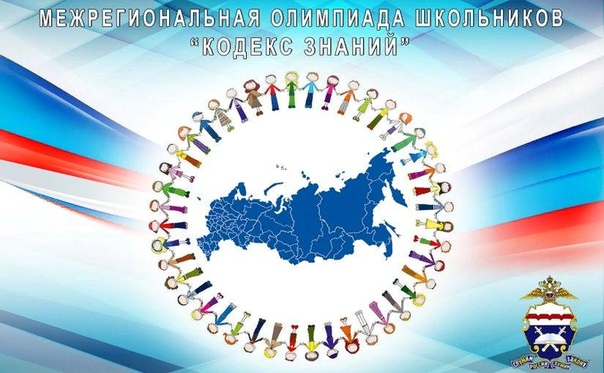 МЕЖРЕГИОНАЛЬНАЯ ОЛИМПИАДА ШКОЛЬНИКОВ
“КОДЕКС ЗНАНИЙ”